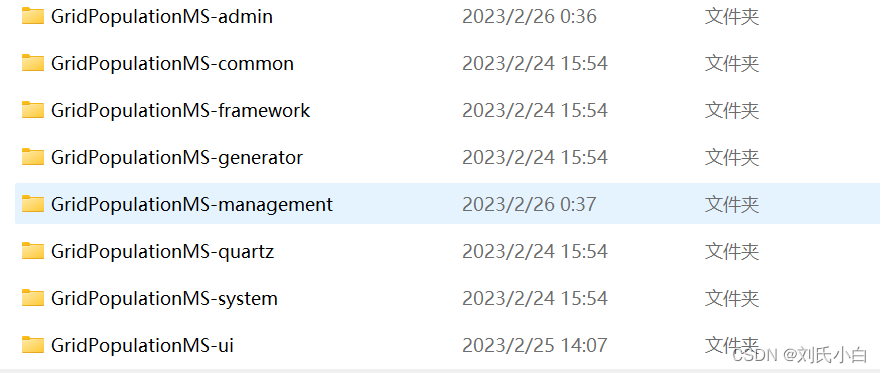 GridPopulationMS-admin 2023/2/26 0:36 文件夹
GridPopulationMS-common 2023/2/24 15:54 文件夹
GridPopulationMS-framework 2023/2/24 15:54 文件夹
GridPopulationMS-generator 2023/2/24 15:54 文件夹
GridPopulationMS-management 2023/2/26 0:37 文件夹
GridPopulationMS-quartz 2023/2/24 15:54 文件夹
GridPopulationMS-system 2023/2/24 15:54 文件夹
GridPopulationMS-ui 2023/2/25 14:07 文件夹
CSDN @刘氏小白